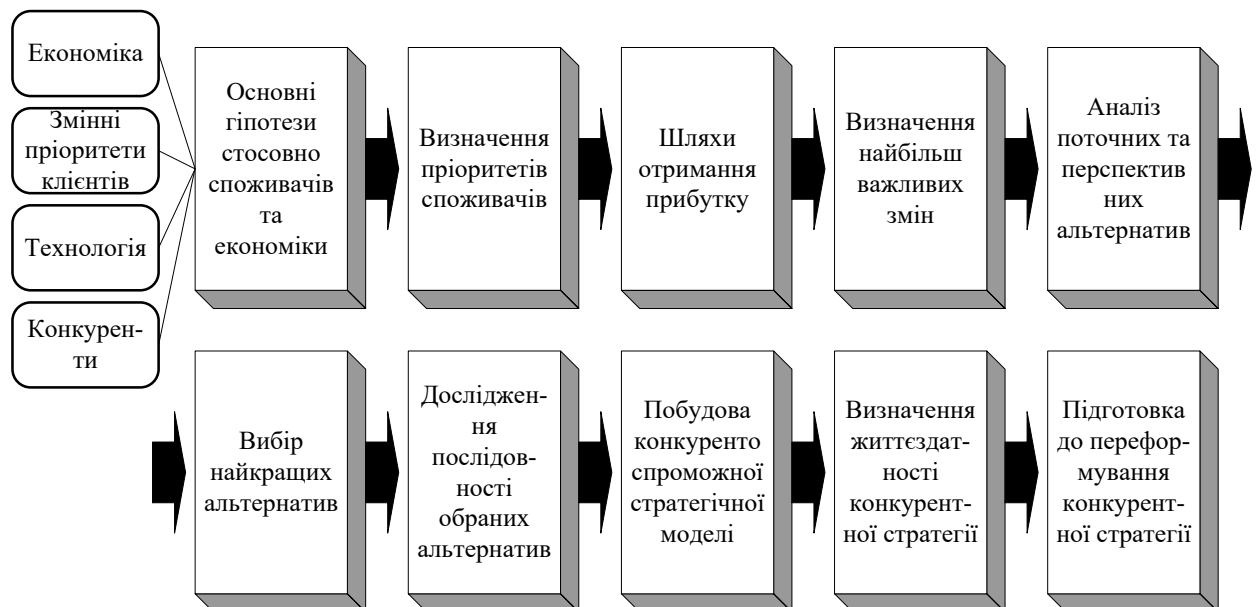 Економіка
Змінні
пріоритети
клієнтів
Технологія
Конкурен-
ти
Основні
гіпотези
стосовно
споживачів
та
економіки
Визначення
пріоритетів
споживачів
Шляхи
отримання
прибутку
Визначення
найбільш
важливих
змін
Аналіз
поточних та
перспектив
них
альтернатив
Вибір
найкращих
альтернатив
Досліджен-
ня
послідов-
ності
обраних
альтернатив
Побудова
конкуренто
спроможної
стратегічної
моделі
Визначення
життєздат-
ності
конкурент-
ної стратегії
Підготовка
до перефор-
мування
конкурент-
ної стратегії